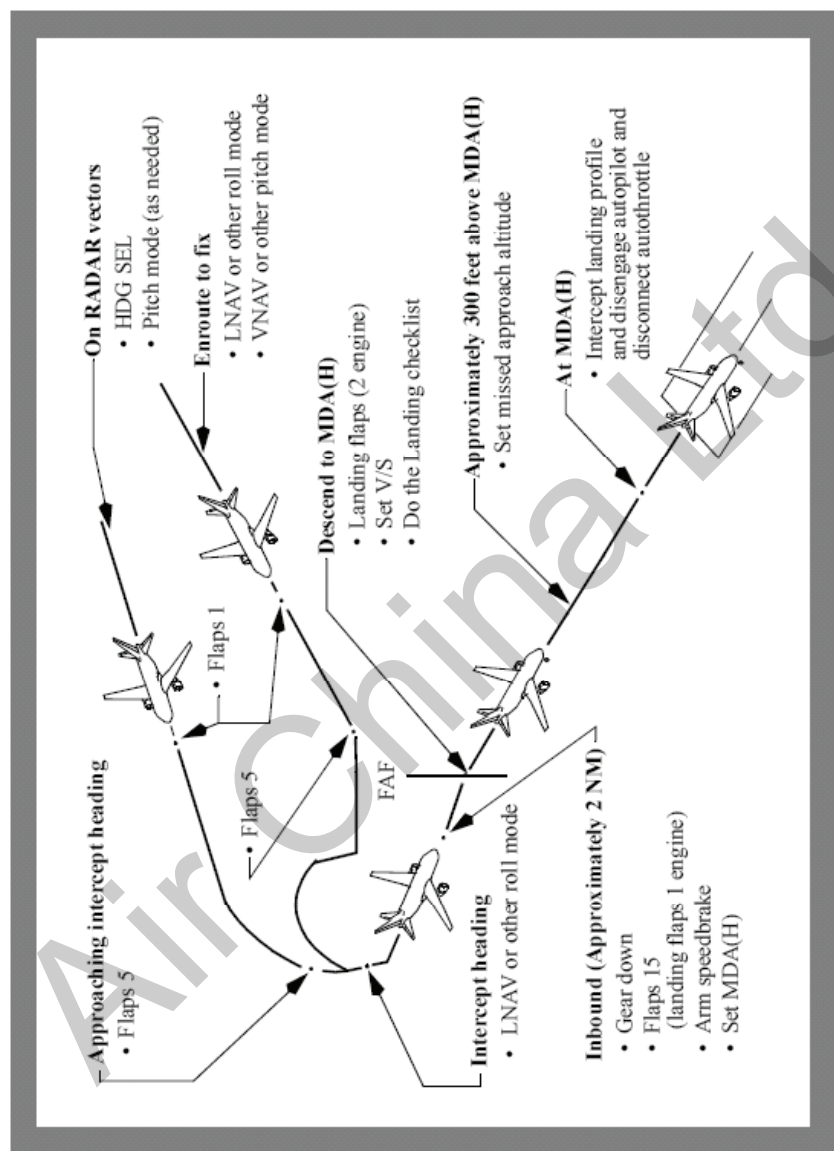 On RADAR vectors
• HDG SEL
• Pitch mode (as needed)
Enroute to fix
• LNAV or other roll mode
• VNAV or other pitch mode
• Flaps 1
Approaching intercept heading
• Flaps 5
• Flaps 5
FAF
Descend to MDA(H)
• Landing flaps (2 engine)
• Set V/S
• Do the Landing checklist
Intercept heading
• LNAV or other roll mode
Approximately 300 feet above MDA(H)
• Set missed approach altitude
Inbound (Approximately 2 NM)
• Gear down
• Flaps 15
(landing flaps 1 engine)
• Arm speedbrake
• Set MDA(H)
At MDA(H)
• Intercept landing profile
and disengage autopilot and
disconnect autothrottle
Air China Ltd